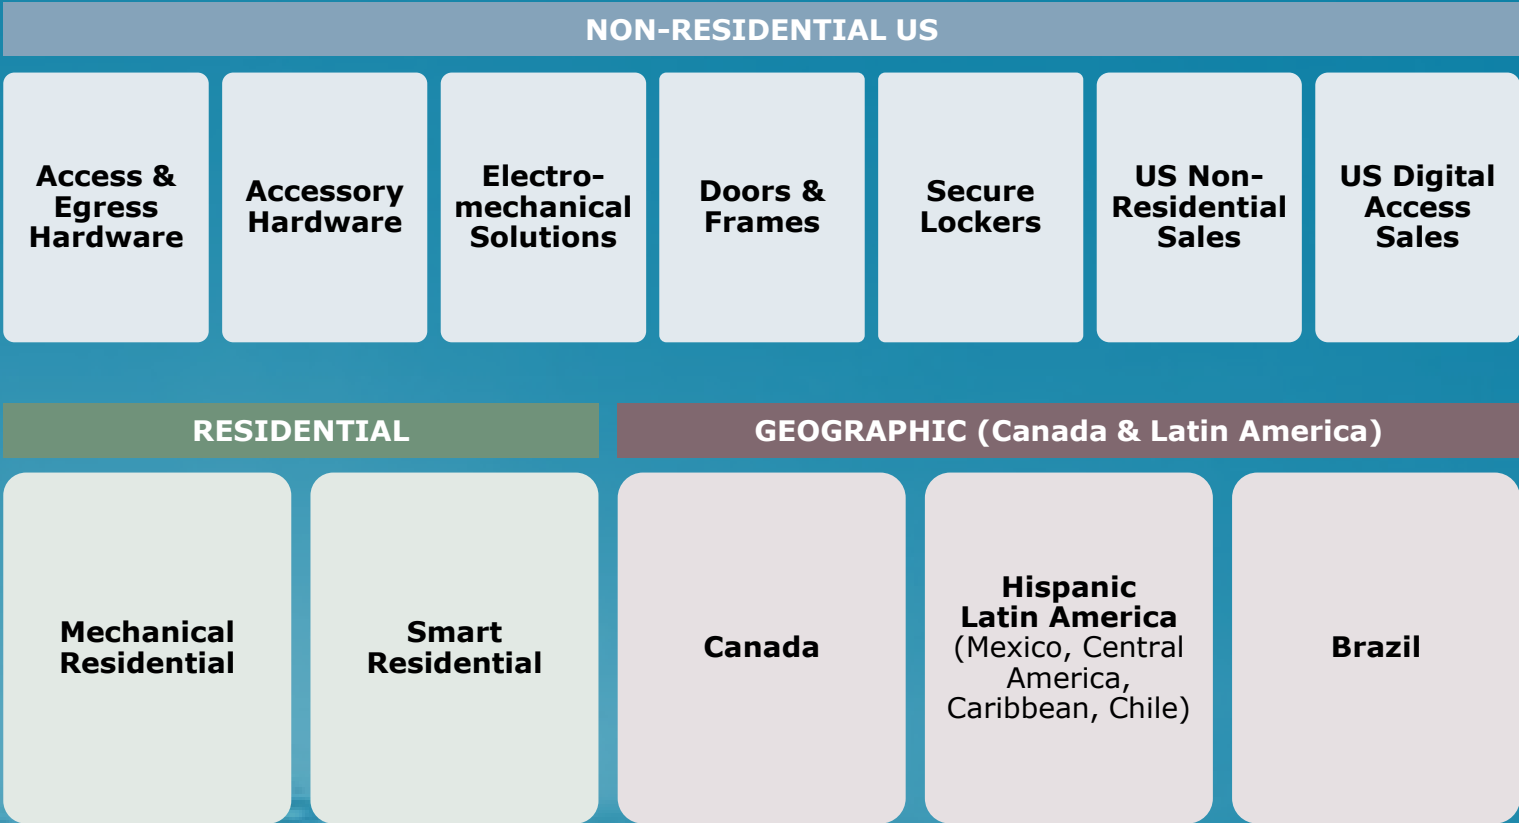 NON-RESIDENTIAL US
Access &
Egress
Hardware
Accessory
Hardware
Electro-
mechanical
Solutions
Doors &
Frames
Secure
Lockers
US Non-
Residential
Sales
US Digital
Access
Sales
RESIDENTIAL
Mechanical
Residential
Smart
Residential
GEOGRAPHIC (Canada & Latin America)
Canada
Hispanic
Latin America
(Mexico, Central
America,
Caribbean, Chile)
Brazil